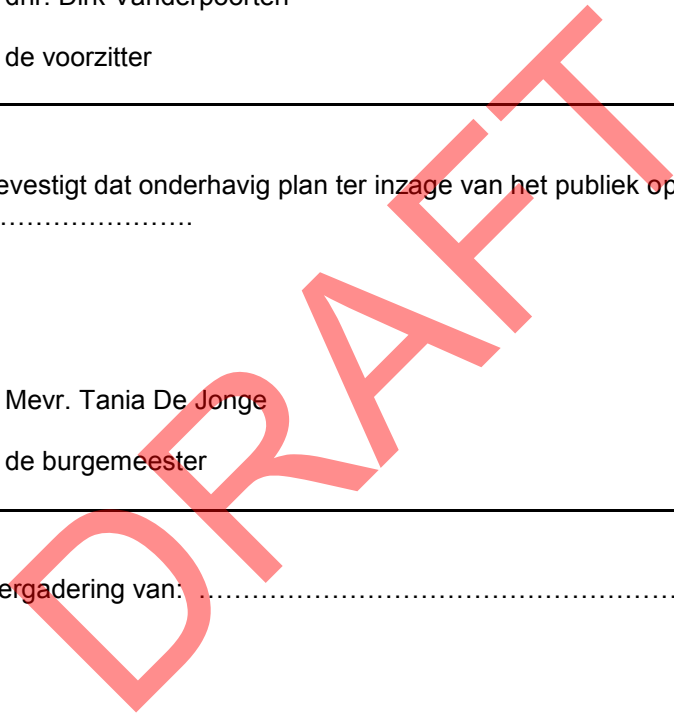 dhr. Dirk Vanderpoorten
de voorzitter
evestigt dat onderhavig plan ter inzage van het publiek op
………………….
Mevr. Tania De Jonge
de burgemeester
ergadering van: ………………………………………………
DRAFT